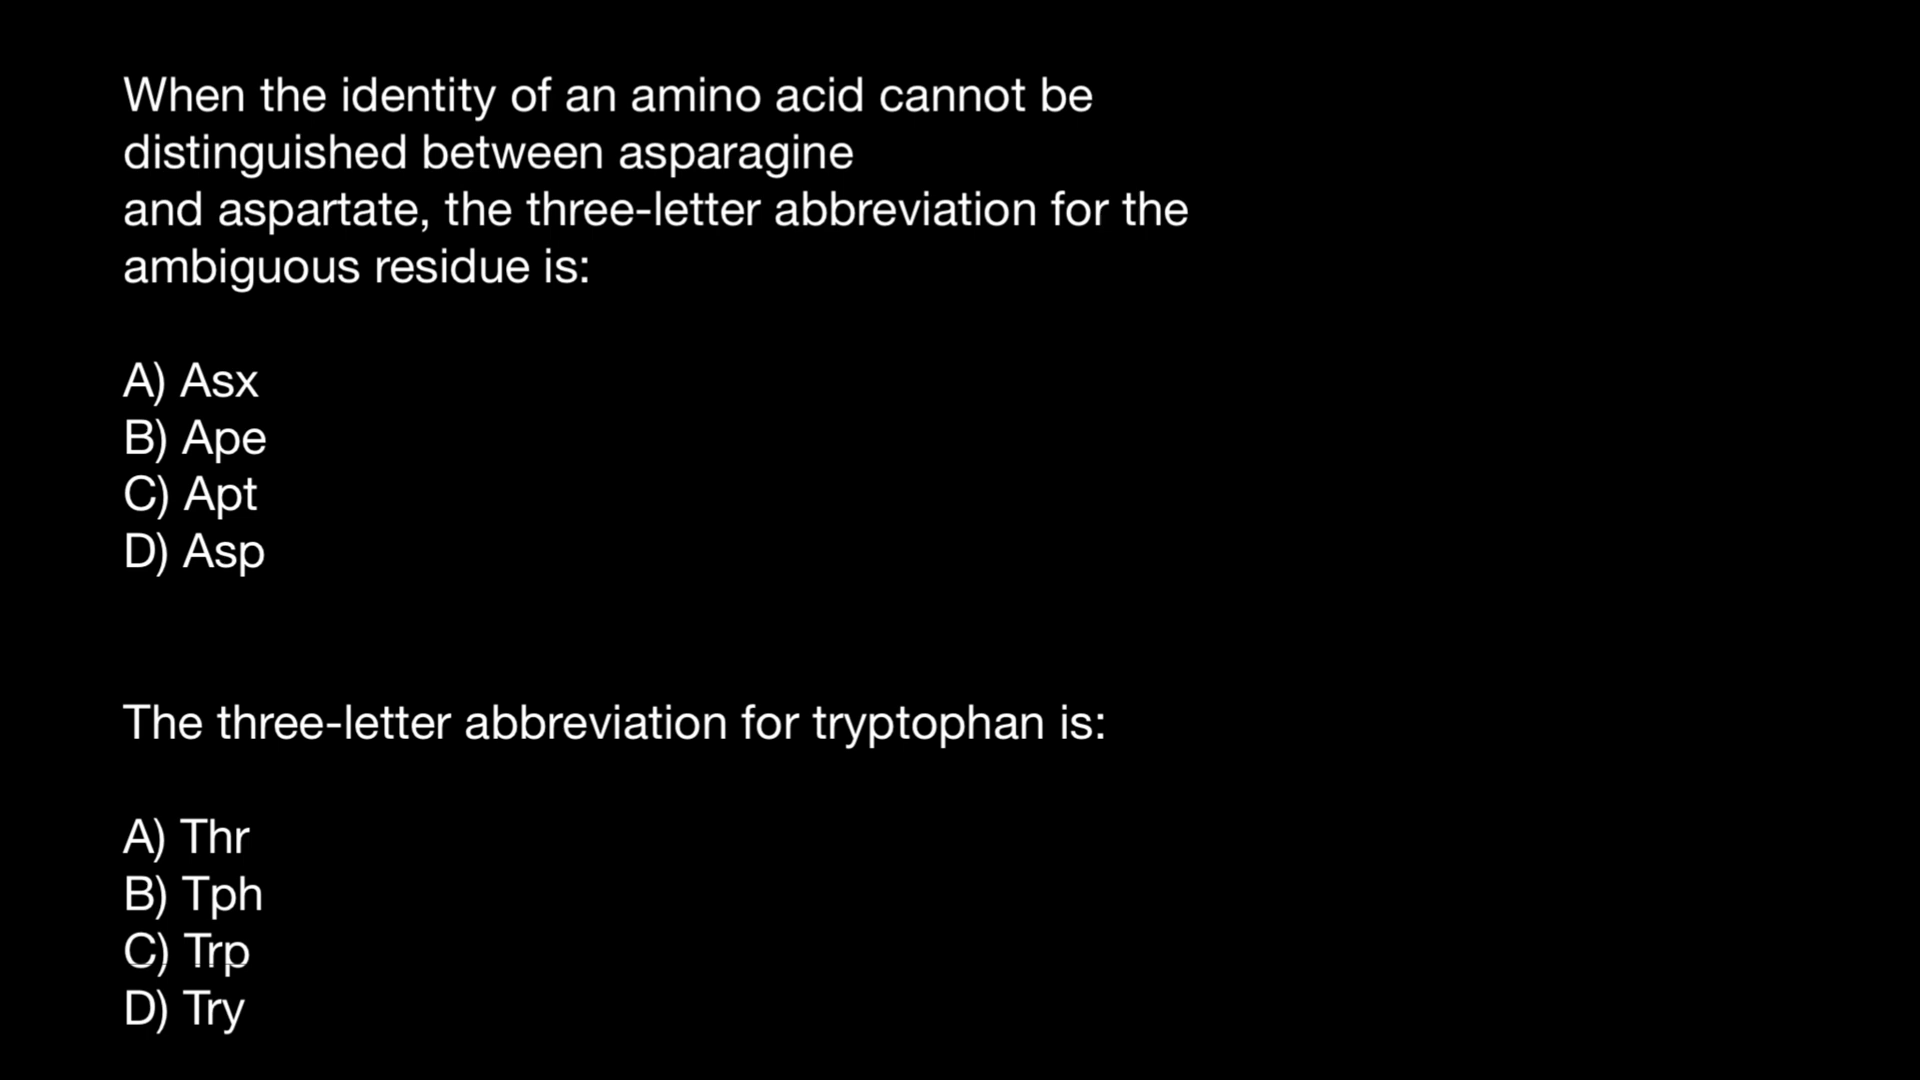 When the identity of an amino acid cannot be
distinguished between asparagine
and aspartate, the three-letter abbreviation for the
ambiguous residue is:
A) Asx
B) Ape
C) Apt
D) Asp
The three-letter abbreviation for tryptophan is:
A) Thr
B) Tph
C) Trp
D) Try